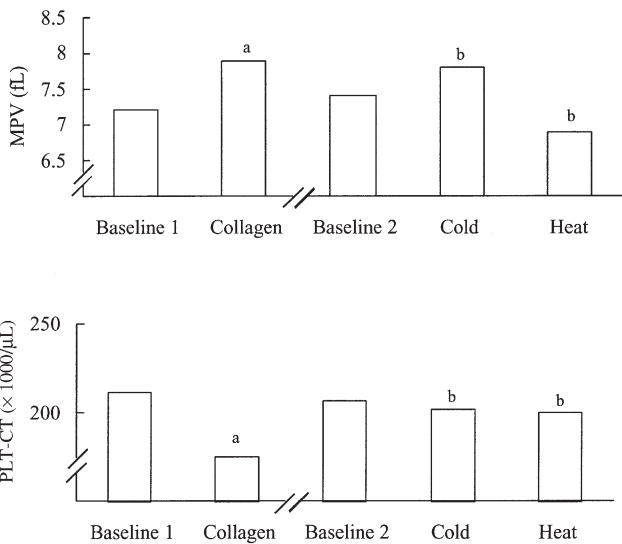 8.5
8
7.5
7
6.5
MPV (fL)
a
b
b
Baseline 1 Collagen Baseline 2 Cold Heat
250
200
PLT-CT (× 1000/µL)
a
b
b
Baseline 1 Collagen Baseline 2 Cold Heat